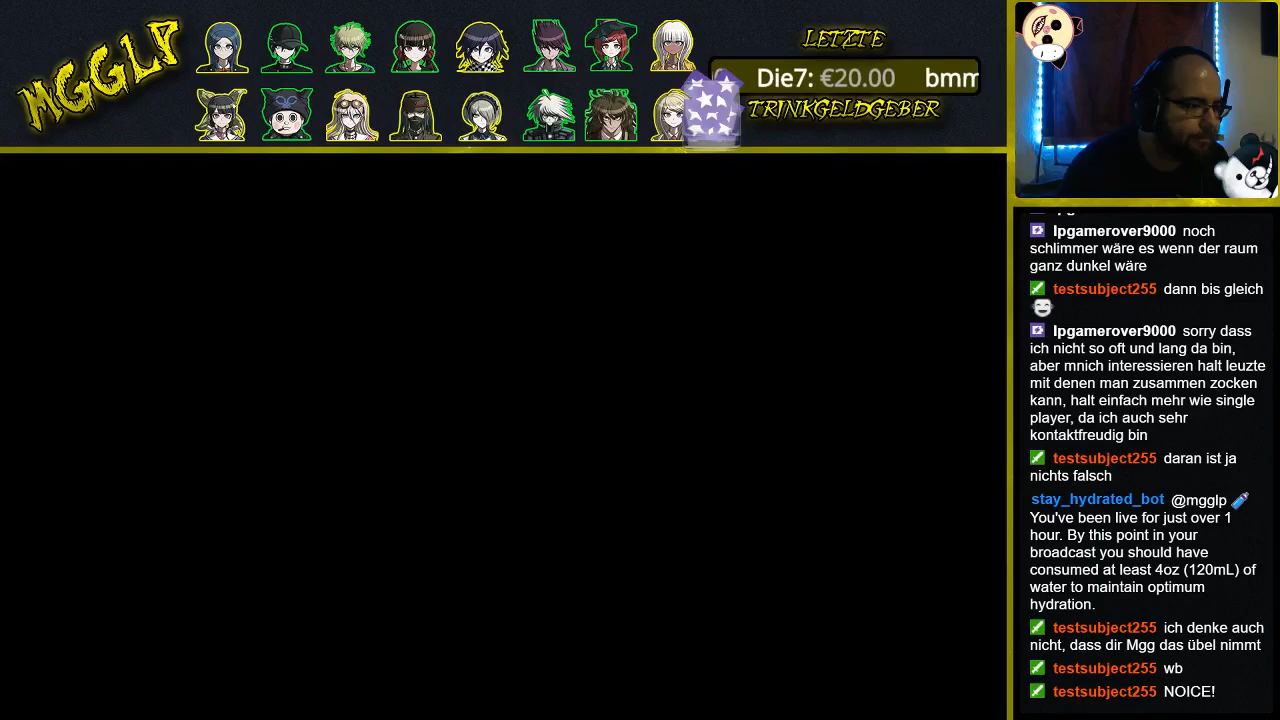 MGGLP
LETZTE
Die7: €20.00 bmm
TRINKGELDGEBER
lpgamerover9000 noch
schlimmer wäre es wenn der raum
ganz dunkel wäre
testsubject255 dann bis gleich
lpgamerover9000 sorry dass
ich nicht so oft und lang da bin,
aber mnich interessieren halt leuzte
mit denen man zusammen zocken
kann, halt einfach mehr wie single
player, da ich auch sehr
kontaktfreudig bin
testsubject255 daran ist ja
nichts falsch
stay_hydrated_bot @mgglp
You've been live for just over 1
hour. By this point in your
broadcast you should have
consumed at least 4oz (120mL) of
water to maintain optimum
hydration.
testsubject255 ich denke auch
nicht, dass dir Mgg das übel nimmt
testsubject255 wb
testsubject255 NOICE!